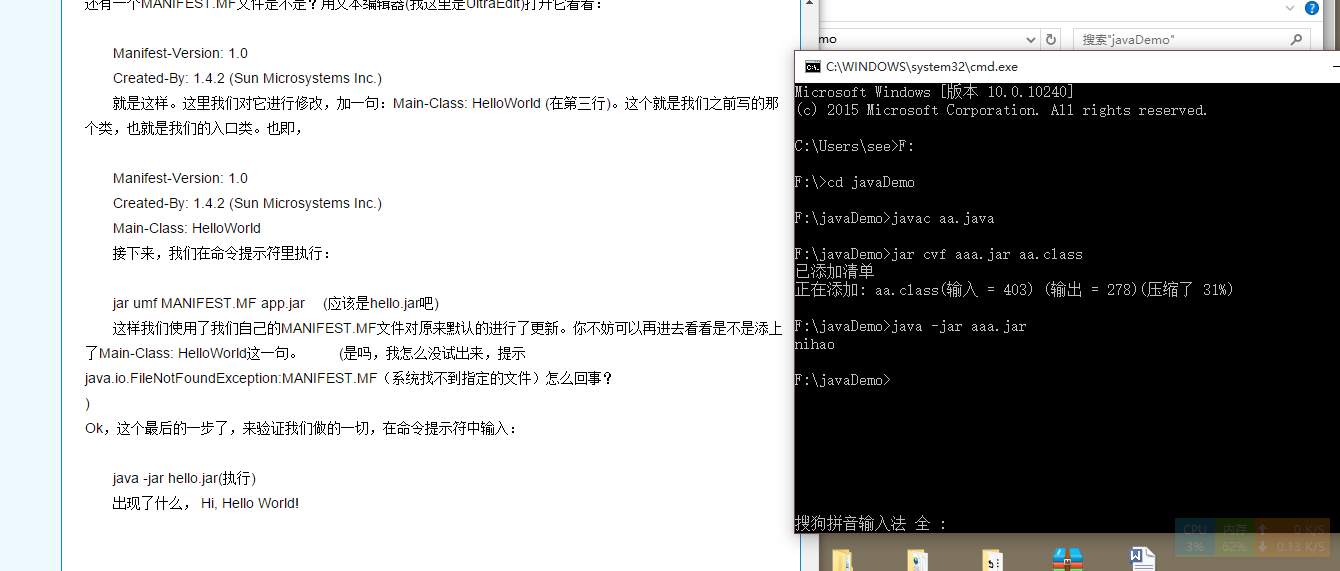 还有一个MANIFEST.MF文件是不是？用文本编辑器(我这里是UltraEdit)打开它看看：
Manifest-Version: 1.0
Created-By: 1.4.2 (Sun Microsystems Inc.)
就是这样。这里我们对它进行修改，加一句：Main-Class: HelloWorld (在第三行)。这个就是我们之前写的那
个类，也就是我们的入口类。也即，
Manifest-Version: 1.0
Created-By: 1.4.2 (Sun Microsystems Inc.)
Main-Class: HelloWorld
接下来，我们在命令提示符里执行：
jar umf MANIFEST.MF app.jar (应该是hello.jar吧)
这样我们使用了我们自己的MANIFEST.MF文件对原来默认的进行了更新。你不妨可以再进去看看是不是添上
了Main-Class: HelloWorld这一句。 (是吗，我怎么没试出来，提示
java.io.FileNotFoundException:MANIFEST.MF（系统找不到指定的文件）怎么回事？
)
Ok，这个最后的一步了，来验证我们做的一切，在命令提示符中输入：
java -jar hello.jar(执行)
出现了什么， Hi, Hello World!
mo
搜索"javaDemo"
C:\WINDOWS\system32\cmd.exe
Microsoft Windows [版本 10.0.10240]
(c) 2015 Microsoft Corporation. All rights reserved.
C:\Users\see>F:
F:\>cd javaDemo
F:\javaDemo>javac aa.java
F:\javaDemo>jar cvf aaa.jar aa.class
已添加清单
正在添加: aa.class(输入 = 403) (输出 = 278)(压缩了 31%)
F:\javaDemo>java -jar aaa.jar
nihao
F:\javaDemo>
搜狗拼音输入法 全 :
CPU 内存 0 K/S
3% 62% 0.13 K/S